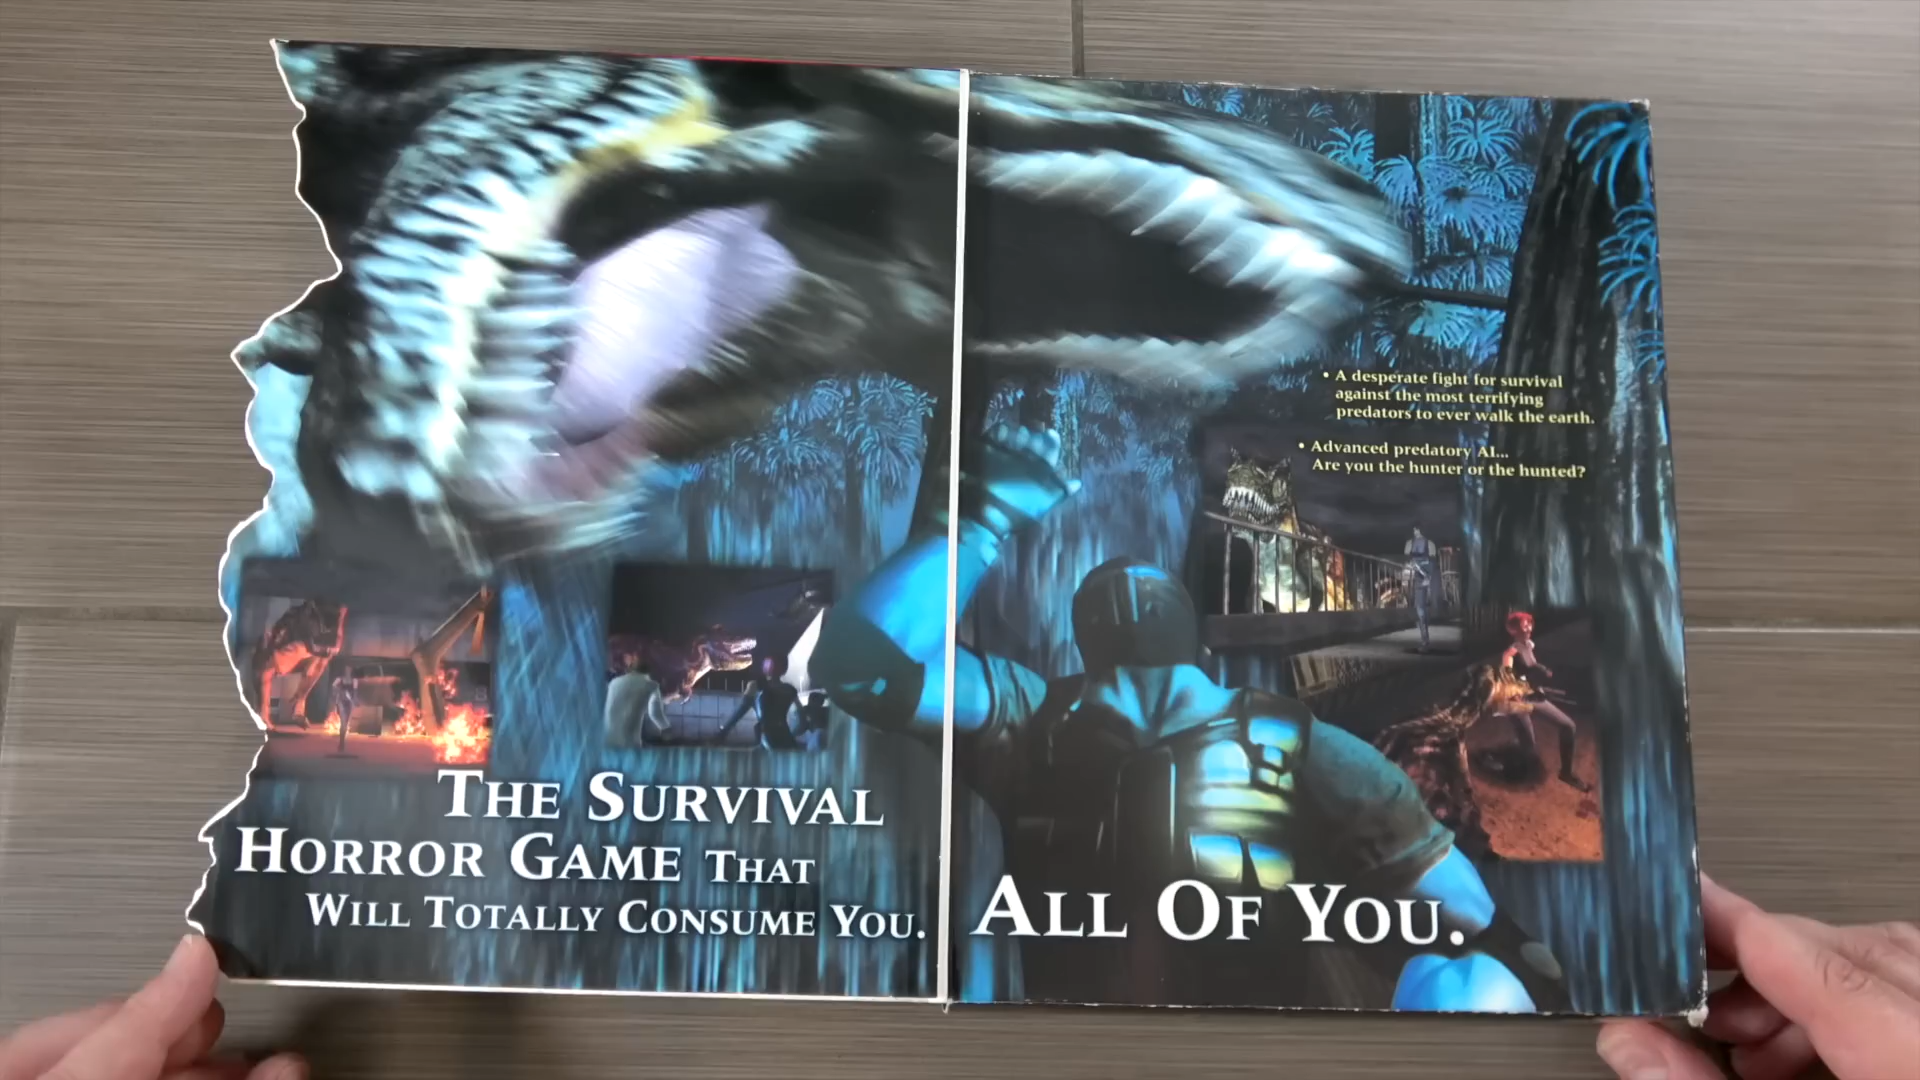 • A desperate fight for survival
against the most terrifying
predators to ever walk the earth.
• Advanced predatory AI...
Are you the hunter or the hunted?
The Survival
Horror Game That
Will Totally Consume You.
All Of You.